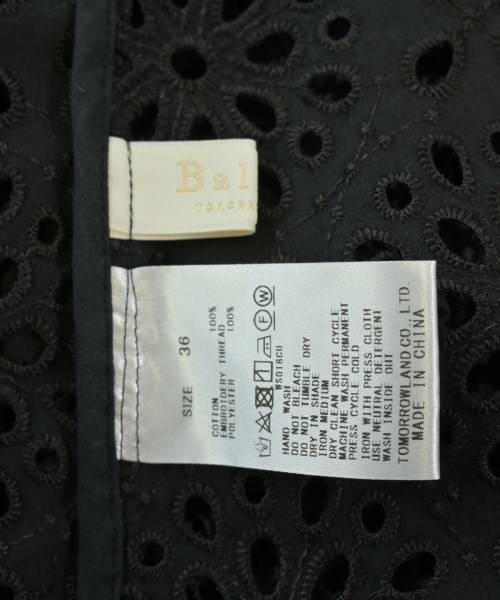 Bal
SIZE 36
COTTON 100%
EMBROIDERY THREAD 100%
POLYESTER
WS018CU
HAND WASH
DO NOT BLEACH
DO NOT TUMBLE DRY
DRY IN SHADE
IRON MEDIUM
DRY CLEAN SHORT CYCLE
MACHINE WASH PERMANENT
PRESS CYCLE COLD
IRON WITH PRESS CLOTH
USE NEUTRAL DETERGENT
WASH INSIDE OUT
TOMORROWLAND CO., LTD.
MADE IN CHINA